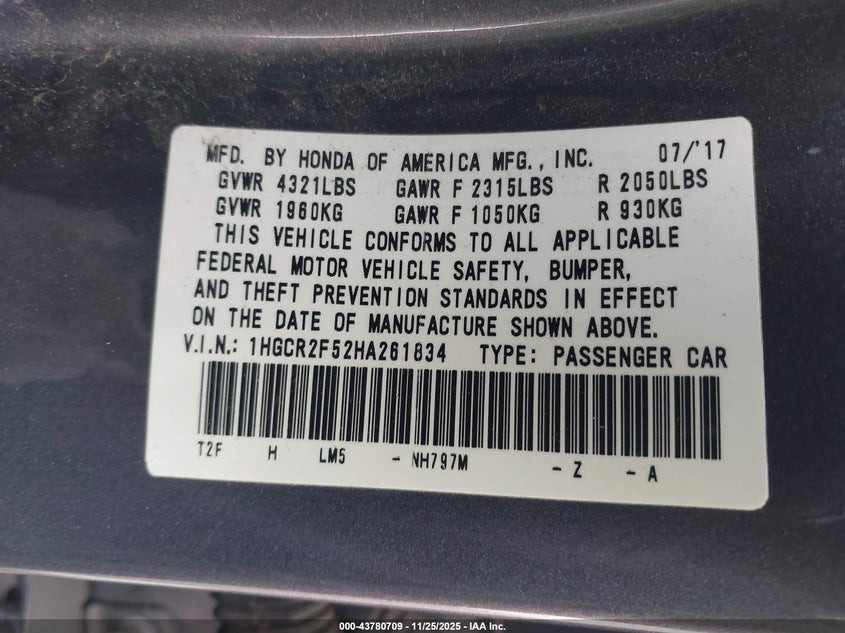 MFD. BY HONDA OF AMERICA MFG., INC. 07/'17
GVWR 4321LBS GAWR F 2315LBS R 2050LBS
GVWR 1960KG GAWR F 1050KG R 930KG
THIS VEHICLE CONFORMS TO ALL APPLICABLE
FEDERAL MOTOR VEHICLE SAFETY, BUMPER,
AND THEFT PREVENTION STANDARDS IN EFFECT
ON THE DATE OF MANUFACTURE SHOWN ABOVE.
V.I.N.: 1HGCR2F52HA261834 TYPE: PASSENGER CAR
T2F H LM5 - NH797M - Z - A
000-43780709 - 11/25/2025 - IAA Inc.